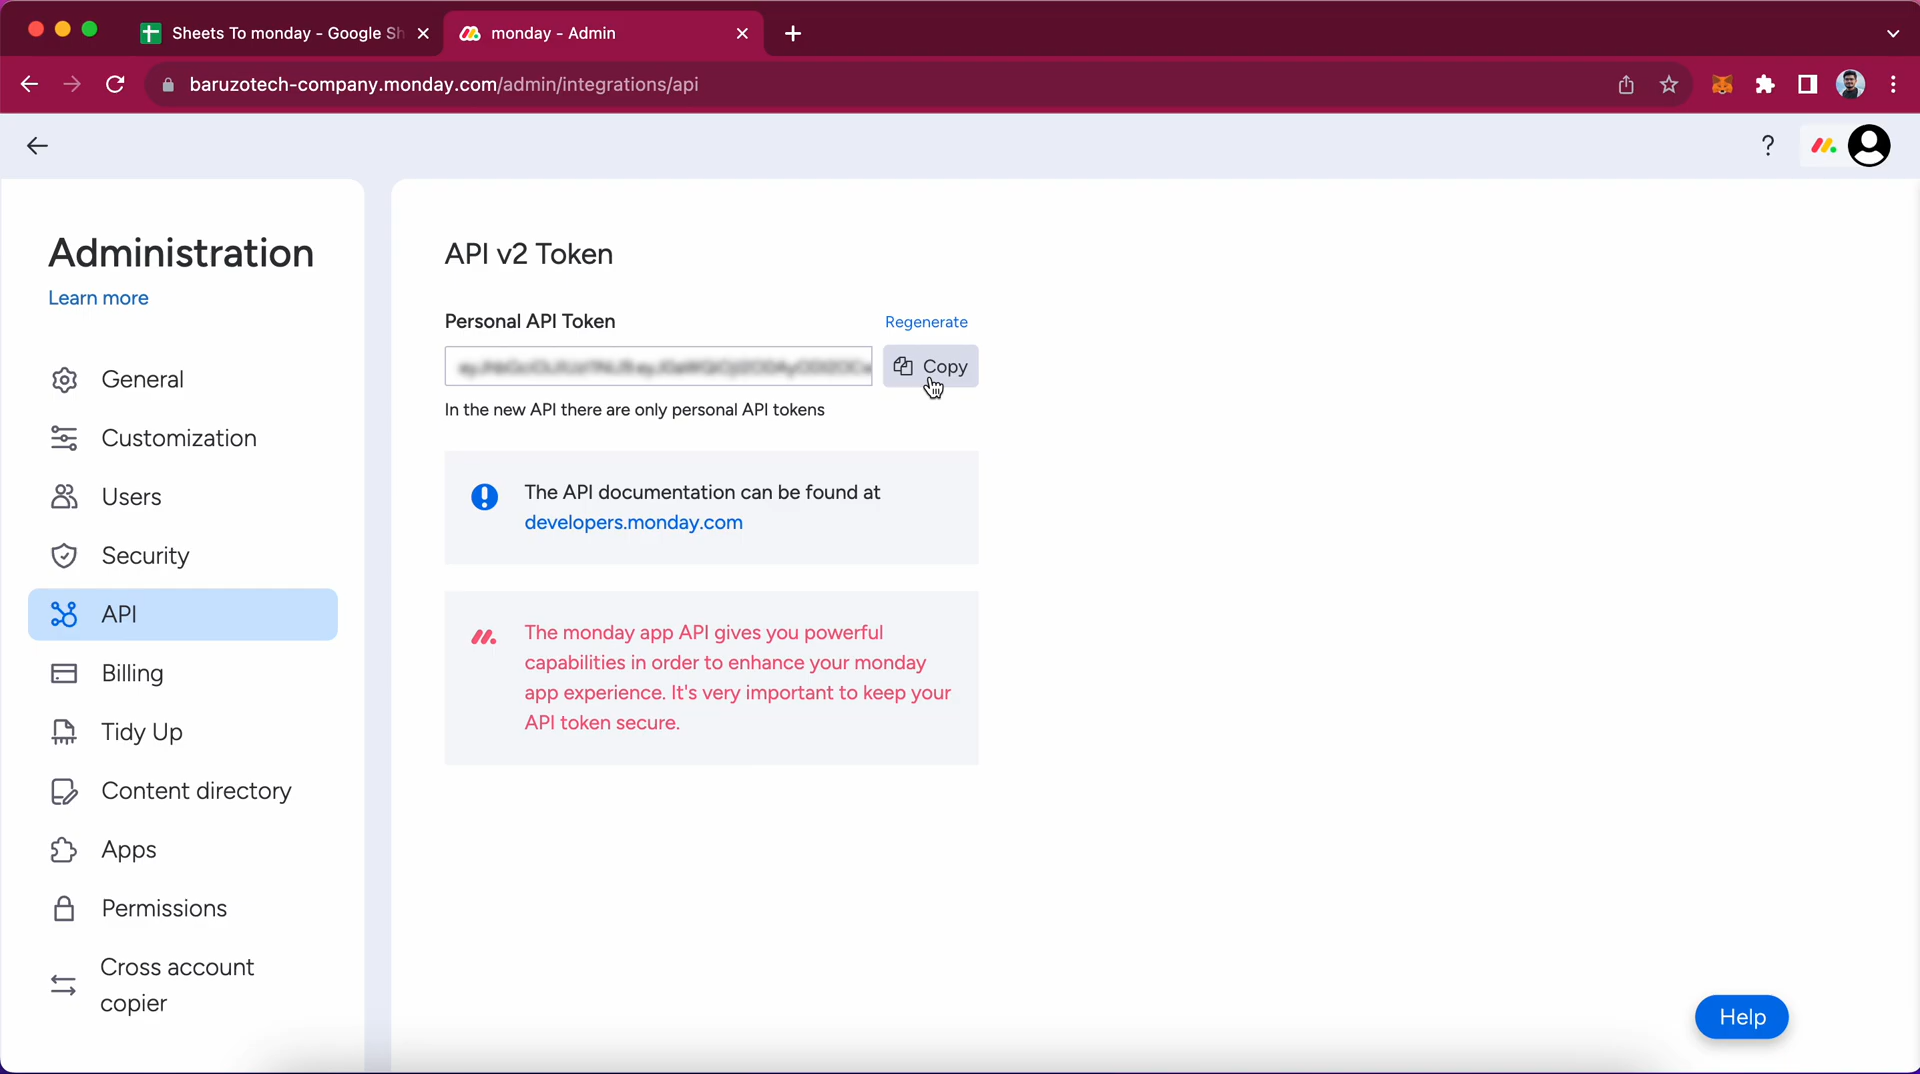 Sheets To monday - Google Sh
monday - Admin
baruzotech-company.monday.com/admin/integrations/api
Administration
Learn more
General
Customization
Users
Security
API
Billing
Tidy Up
Content directory
Apps
Permissions
Cross account
copier
API v2 Token
Personal API Token
Regenerate
Copy
In the new API there are only personal API tokens
The API documentation can be found at
developers.monday.com
The monday app API gives you powerful
capabilities in order to enhance your monday
app experience. It's very important to keep your
API token secure.
Help